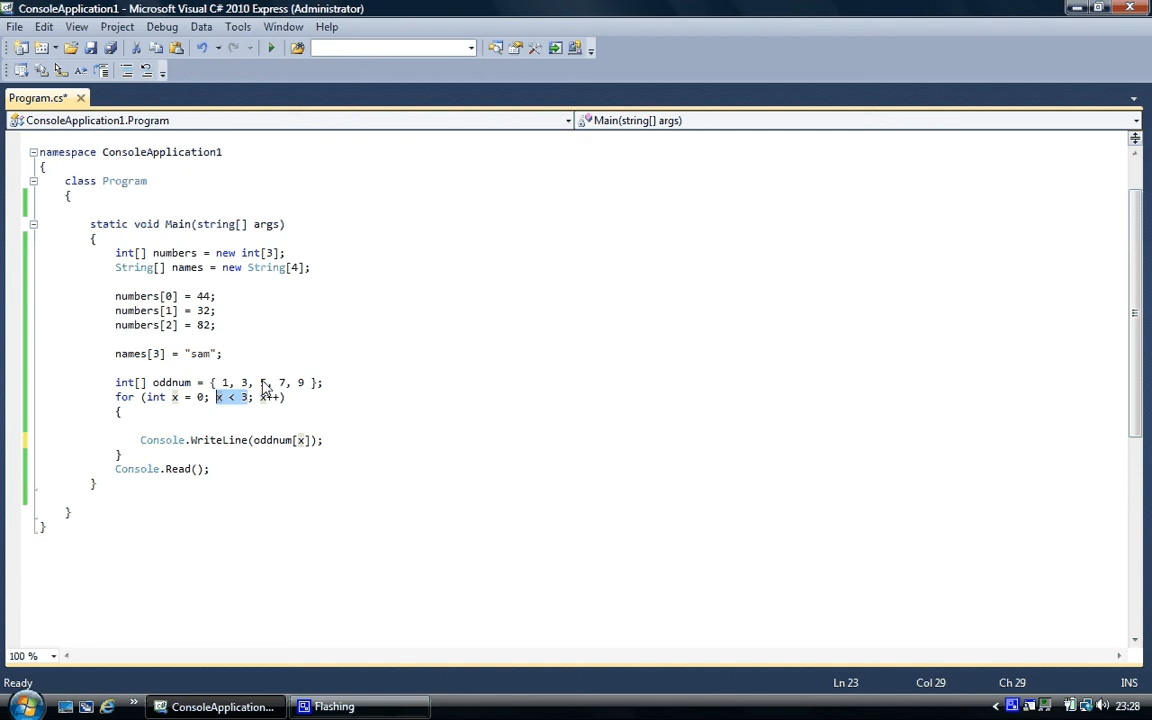 ConsoleApplication1 - Microsoft Visual C# 2010 Express (Administrator)
File Edit View Project Debug Data Tools Window Help
Program.cs*
ConsoleApplication1.Program
Main(string[] args)
namespace ConsoleApplication1
{
class Program
{
static void Main(string[] args)
{
int[] numbers = new int[3];
String[] names = new String[4];
numbers[0] = 44;
numbers[1] = 32;
numbers[2] = 82;
names[3] = "sam";
int[] oddnum = { 1, 3, 5, 7, 9 };
for (int x = 0; x < 3; x++)
{
Console.WriteLine(oddnum[x]);
}
Console.Read();
}
}
}
100 %
Ready Ln 23 Col 29 Ch 29 INS
ConsoleApplication... Flashing 23:28